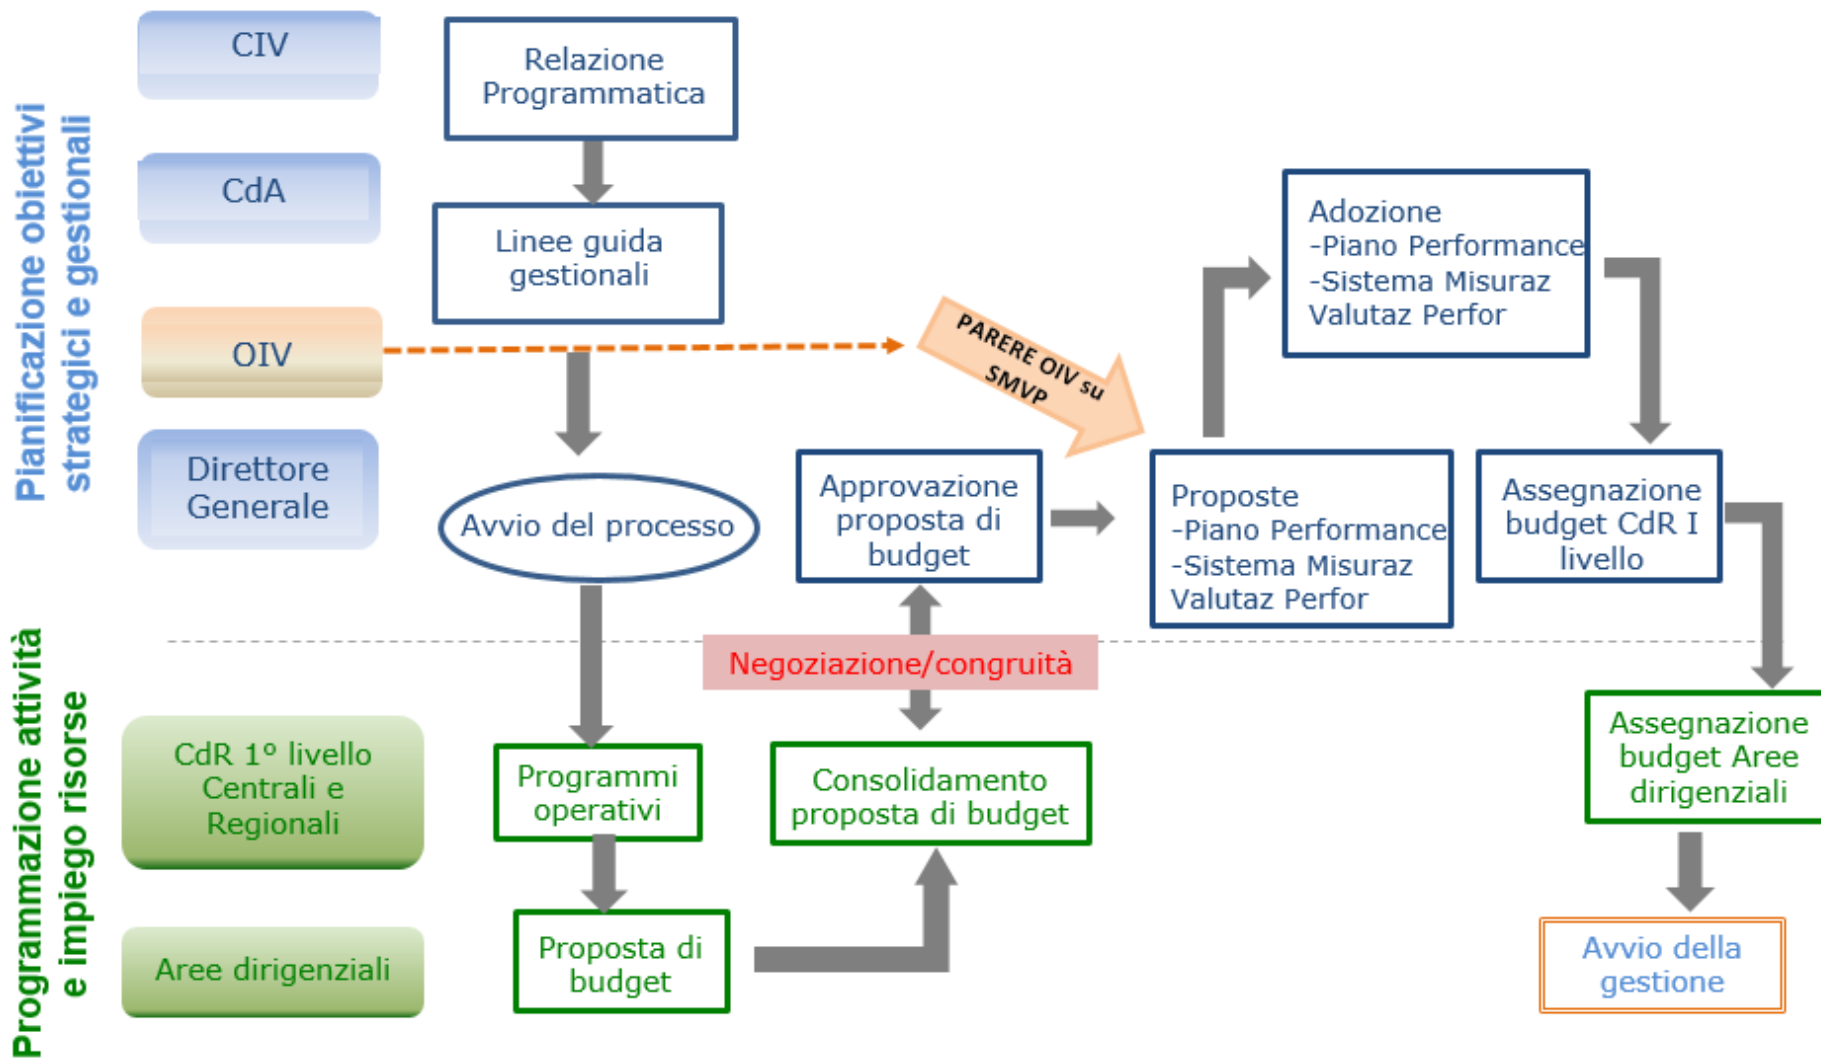 Pianificazione obiettivi
strategici e gestionali
CIV
CdA
OIV
Direttore
Generale
Relazione
Programmatica
Linee guida
gestionali
PARERE OIV su
SMVP
Avvio del processo
Approvazione
proposta di
budget
Proposte
-Piano Performance
-Sistema Misuraz
Valutaz Perfor
Adozione
-Piano Performance
-Sistema Misuraz
Valutaz Perfor
Assegnazione
budget CdR I
livello
Negoziazione/congruità
Programmazione attività
e impiego risorse
CdR 1º livello
Centrali e
Regionali
Aree dirigenziali
Programmi
operativi
Proposta di
budget
Consolidamento
proposta di budget
Assegnazione
budget Aree
dirigenziali
Avvio della
gestione